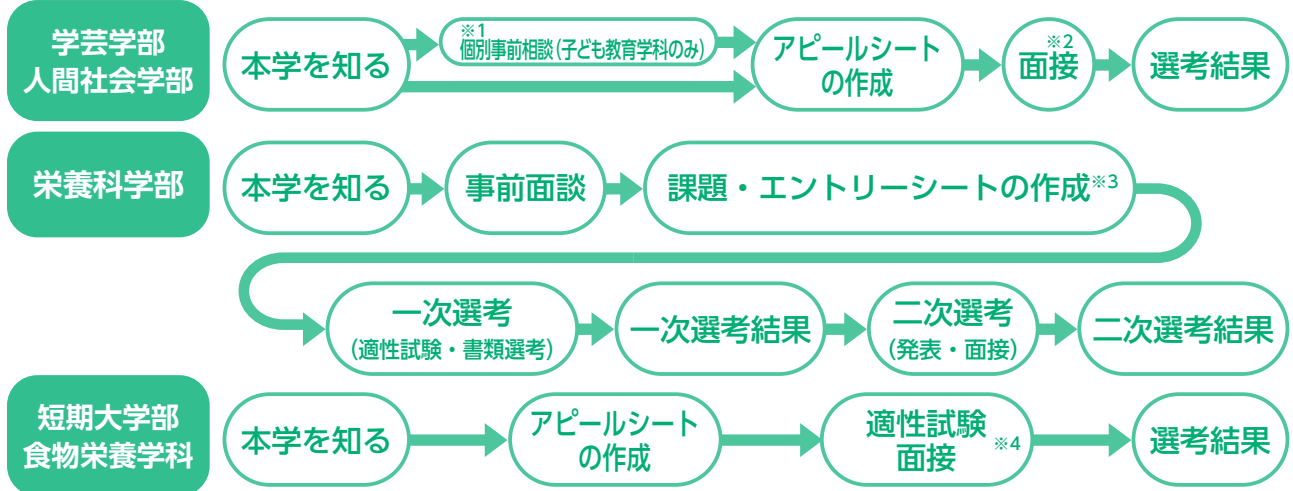 学芸学部
人間社会学部
本学を知る
※1
個別事前相談(子ども教育学科のみ)
アピールシート
の作成
※2
面接
選考結果
栄養科学部
本学を知る
事前面談
課題・エントリーシートの作成※3
一次選考
(適性試験・書類選考)
一次選考結果
二次選考
(発表・面接)
二次選考結果
短期大学部
食物栄養学科
本学を知る
アピールシート
の作成
適性試験
面接 ※4
選考結果